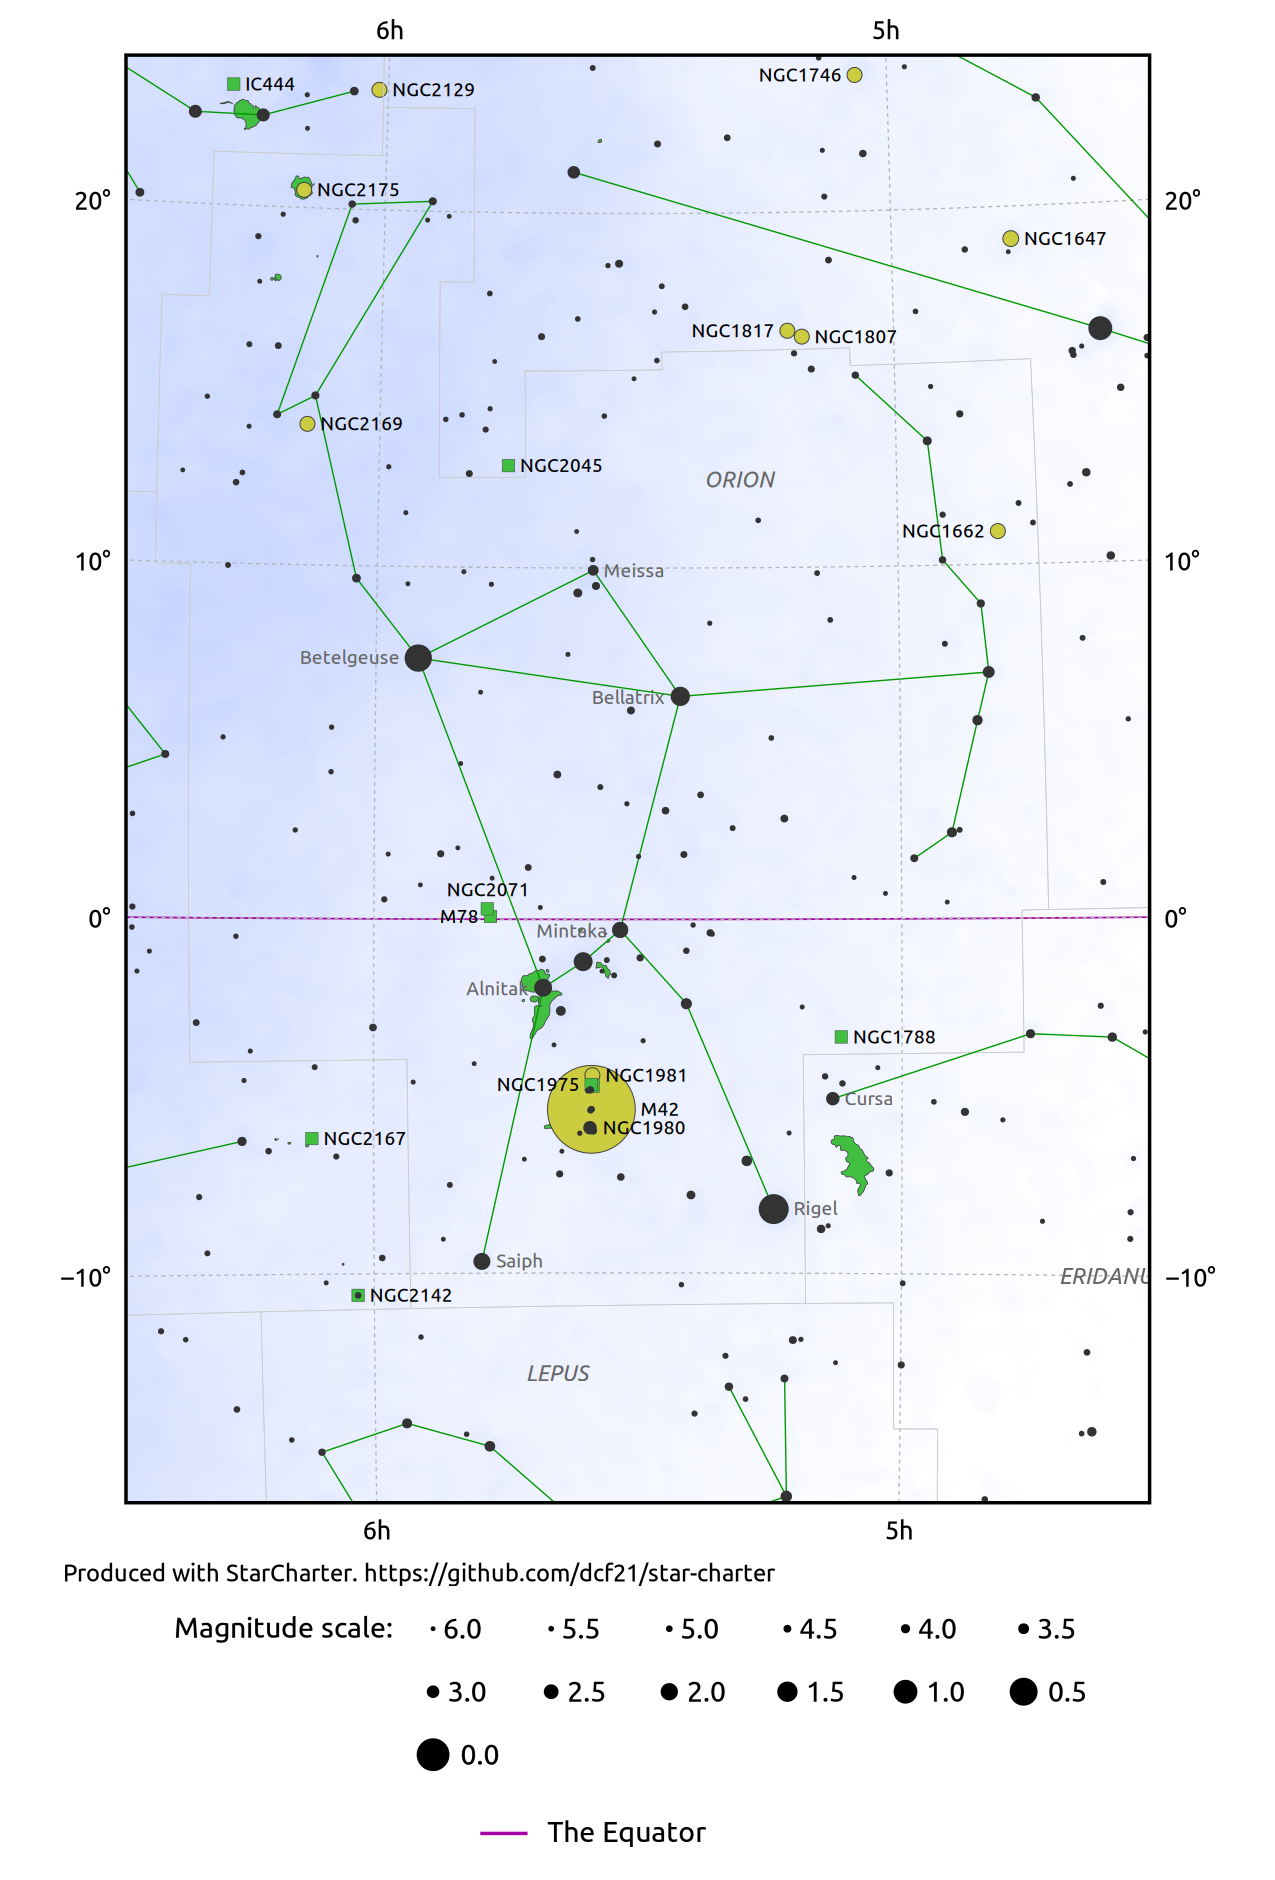 6h 5h
IC444
NGC2129
NGC1746
NGC2175
20° 20°
NGC1647
NGC1817
NGC1807
NGC2169
NGC2045
ORION
NGC1662
10° 10°
Meissa
Betelgeuse
Bellatrix
NGC2071
M78
0° 0°
Mintaka
Alnitak
NGC1788
NGC1981
NGC1975
Cursa
M42
NGC1980
NGC2167
Rigel
Saiph
−10° −10°
ERIDANU
NGC2142
LEPUS
6h 5h
Produced with StarCharter. https://github.com/dcf21/star-charter
Magnitude scale: 6.0 5.5 5.0 4.5 4.0 3.5
3.0 2.5 2.0 1.5 1.0 0.5
0.0
The Equator